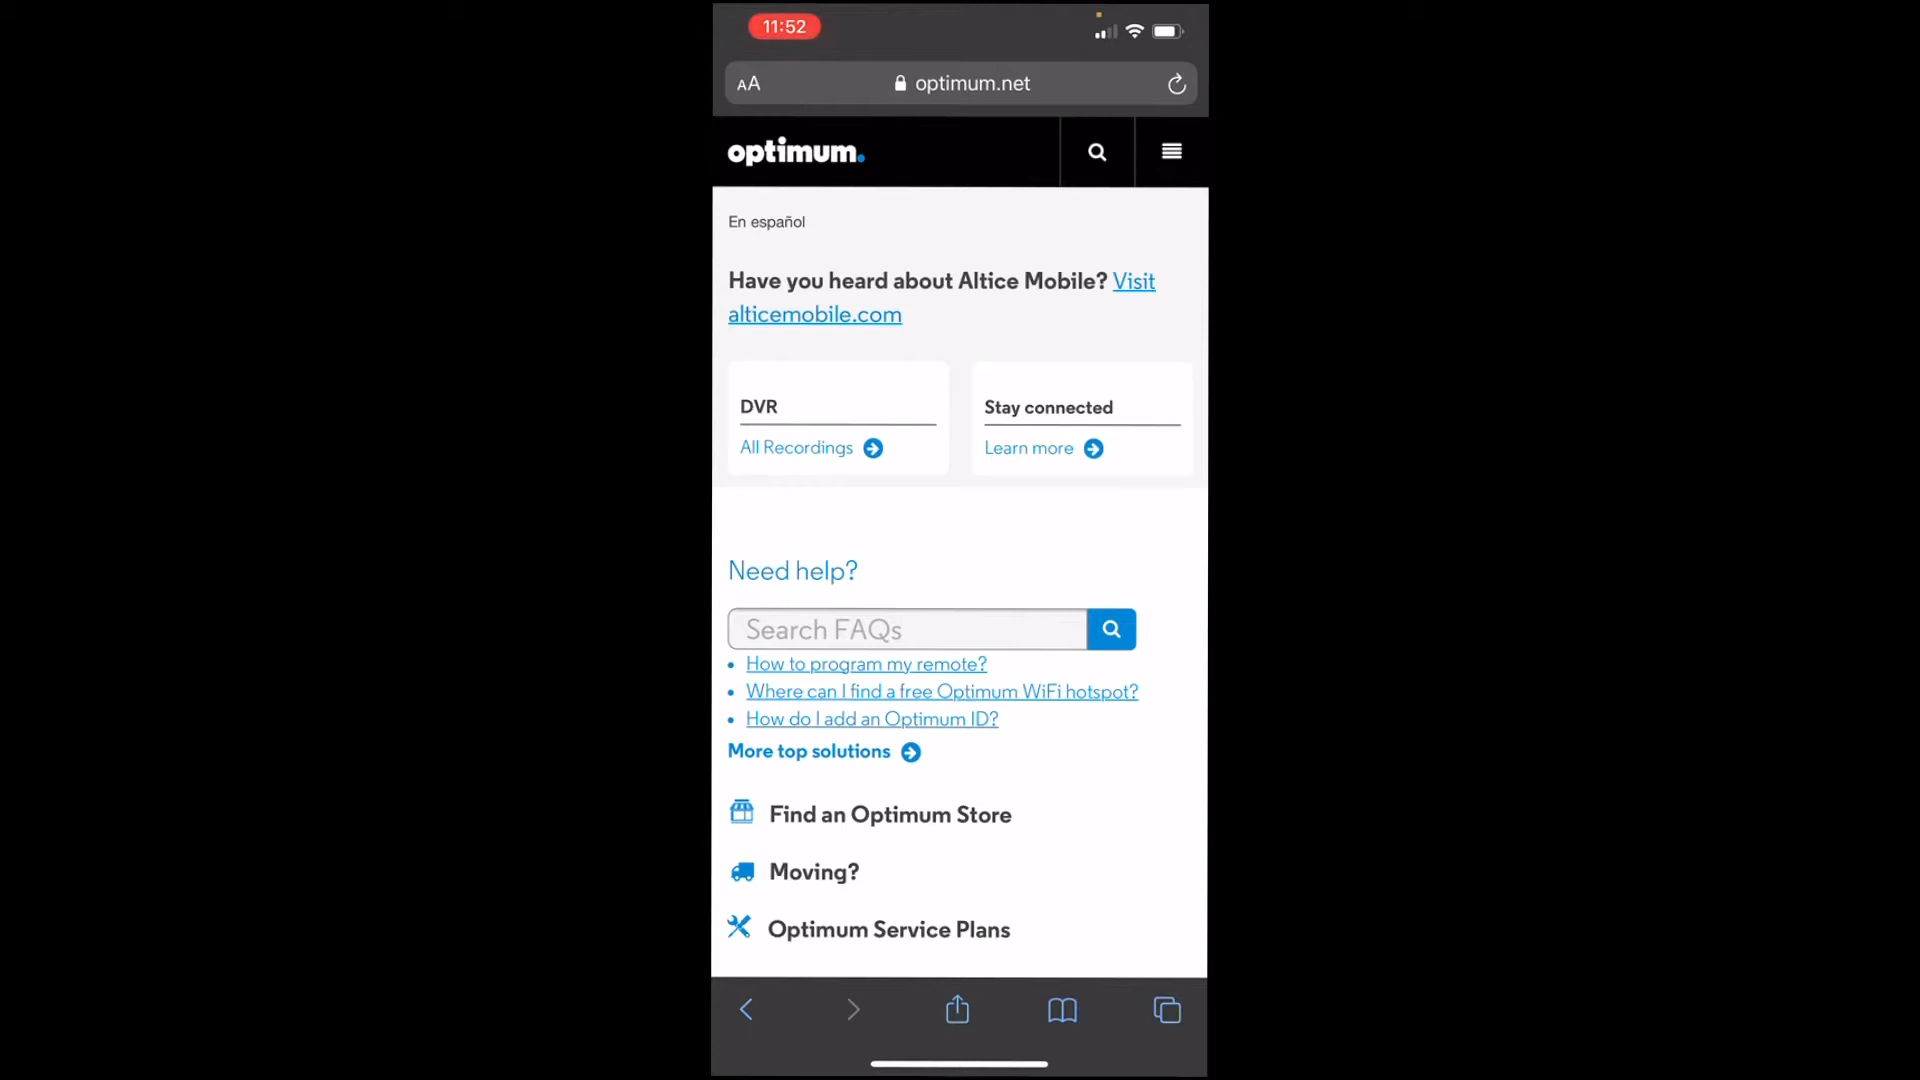 11:52
AA optimum.net
optimum.
En español
Have you heard about Altice Mobile? Visit
alticemobile.com
DVR
All Recordings
Stay connected
Learn more
Need help?
Search FAQs
How to program my remote?
Where can I find a free Optimum WiFi hotspot?
How do I add an Optimum ID?
More top solutions
Find an Optimum Store
Moving?
Optimum Service Plans